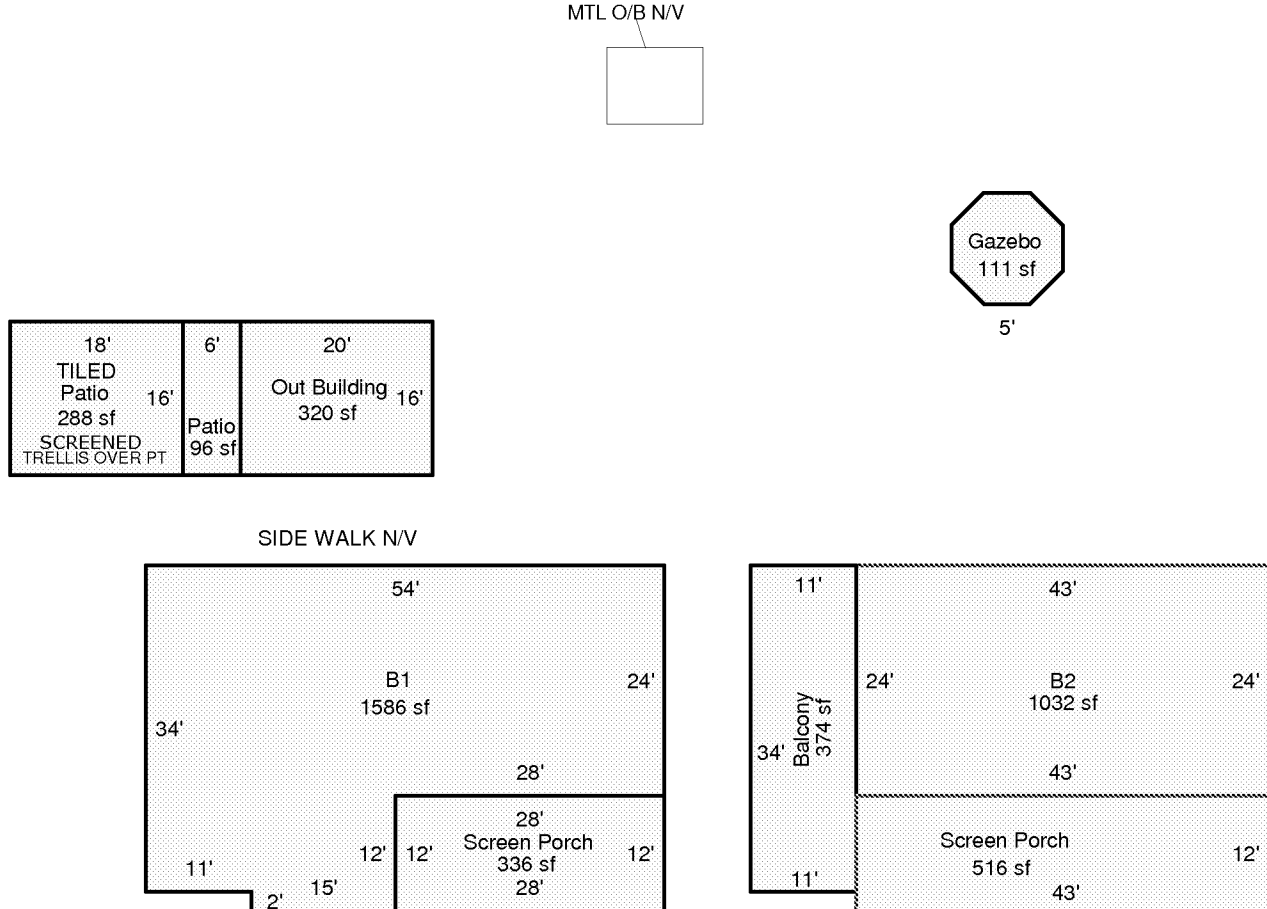 MTL O/B N/V
Gazebo
111 sf
5'
18'
TILED
Patio
16'
288 sf
SCREENED
TRELLIS OVER PT
6'
Patio
96 sf
20'
Out Building
16'
320 sf
SIDE WALK N/V
54'
B1
1586 sf
24'
34'
28'
12'
11'
15'
2'
28'
Screen Porch
12'
336 sf
12'
28'
11'
Balcony
374 sf
34'
11'
43'
24'
B2
1032 sf
24'
43'
Screen Porch
516 sf
12'
43'